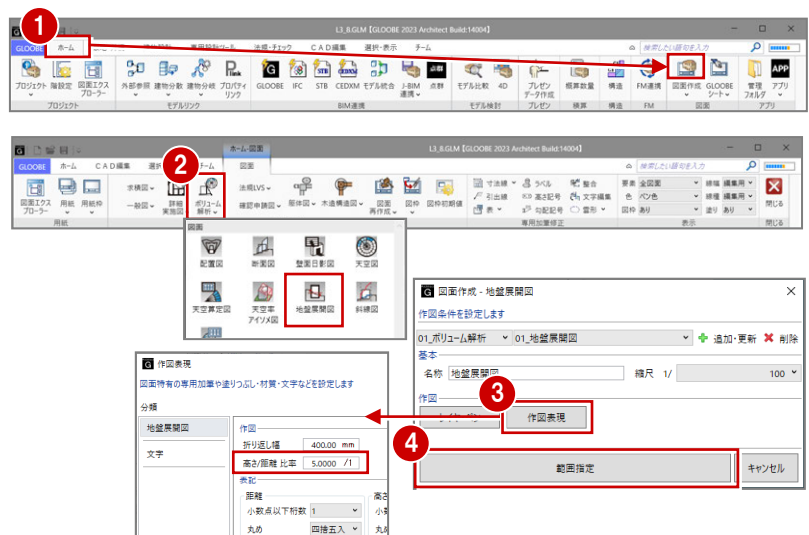 L3_B.GLM【GLOOBE 2023 Architect Build:14004】
1
GLOOBE ホーム 法規・チェック CAD編集 選択・表示 チーム 検索したい語句を入力
プロジェクト 階設定 図面エクスプローラー 外部参照 建物分散 建物分岐 プロパティリンク GLOOBE IFC STB CEDXM モデル統合 J-BIM連携 点群 モデル比較 4D プレゼンデータ作成 概算数量 構造 FM連携 図面作成 GLOOBEシート 管理フォルダ アプリ
プロジェクト モデルリンク BIM連携 モデル検討 プレゼン 積算 構造 FM 図面 アプリ
ホーム-図面 L3_B.GLM【GLOOBE 2023 Architect Build:14004】
2
GLOOBE ホーム CAD編集 チーム 図面 検索したい語句を入力
図面エクスプローラー 用紙 用紙枠 求積図 一般図 詳細実施図 ボリューム解析 法規LVS 確認申請図 躯体図 木造構造図 図面再作成 図枠 図枠初期値
寸法線 ラベル 整合 要素 全図面 線幅 編集用
引出線 高さ記号 文字編集 色 ペン色 線種 編集用
表 勾配記号 雲形 図枠 あり 塗り あり 閉じる
用紙 専用加筆修正 表示 閉じる
図面
配置図 断面図 壁面日影図 天空図
天空算定図 天空率アイソメ図 地盤展開図 斜線図
G 図面作成 - 地盤展開図
作図条件を設定します
01_ボリューム解析 01_地盤展開図 追加・更新 削除
基本
名称 地盤展開図 縮尺 1/ 100
作図
3
作図表現
4
範囲指定 キャンセル
G 作図表現
図面特有の専用加筆や塗りつぶし・材質・文字などを設定します
分類
地盤展開図
文字
作図
折り返し幅 400.00 mm
高さ/距離 比率 5.0000 /1
表記
距離
小数点以下桁数 1
丸め 四捨五入